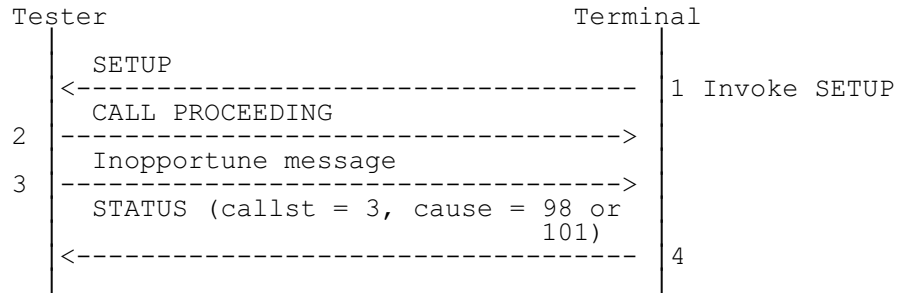 Tester Terminal
SETUP
1 Invoke SETUP
CALL PROCEEDING
2
Inopportune message
3
STATUS (callst = 3, cause = 98 or
101)
4